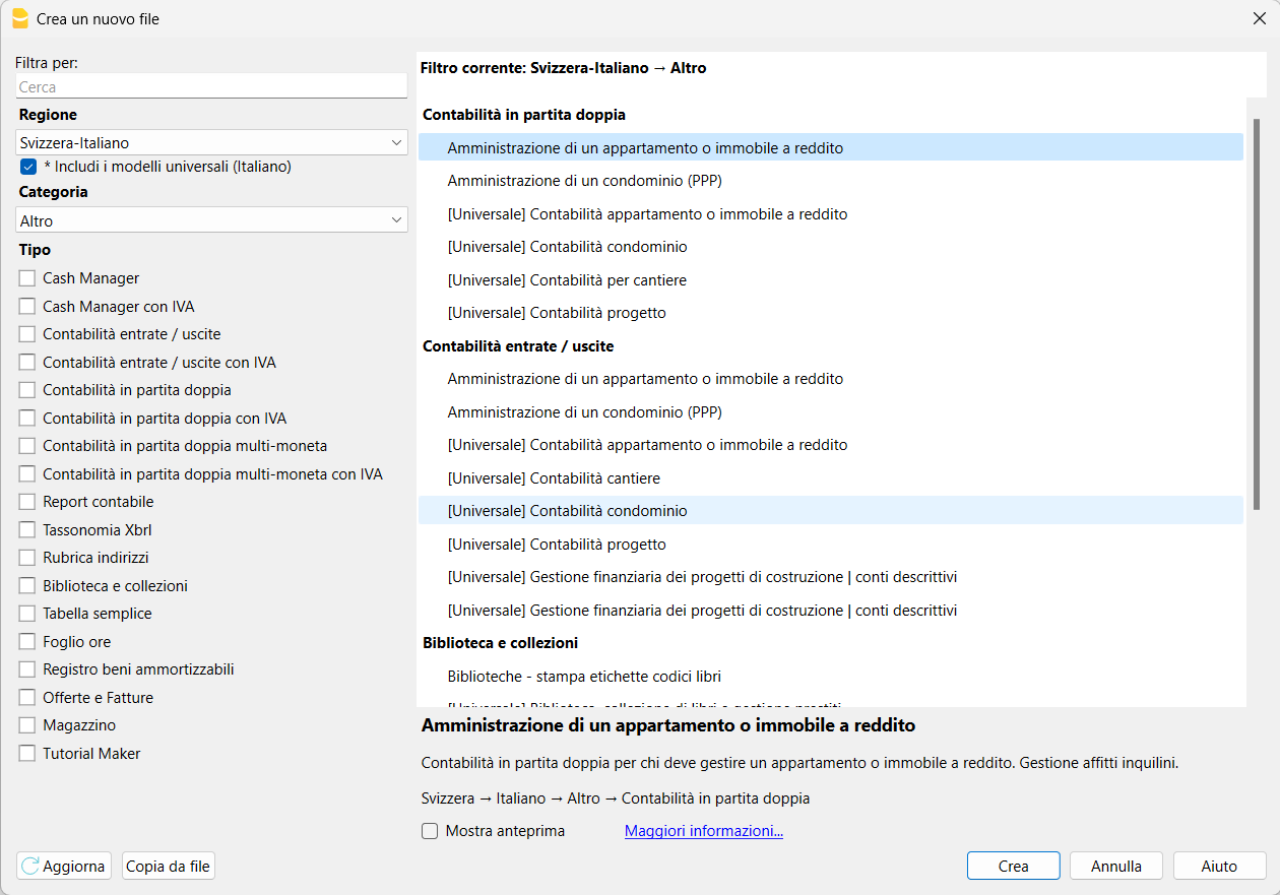 Crea un nuovo file
Filtra per:
Cerca
Regione
Svizzera-Italiano
* Includi i modelli universali (Italiano)
Categoria
Altro
Tipo
Cash Manager
Cash Manager con IVA
Contabilità entrate / uscite
Contabilità entrate / uscite con IVA
Contabilità in partita doppia
Contabilità in partita doppia con IVA
Contabilità in partita doppia multi-moneta
Contabilità in partita doppia multi-moneta con IVA
Report contabile
Tassonomia Xbrl
Rubrica indirizzi
Biblioteca e collezioni
Tabella semplice
Foglio ore
Registro beni ammortizzabili
Offerte e Fatture
Magazzino
Tutorial Maker
Aggiorna
Copia da file
Filtro corrente: Svizzera-Italiano → Altro
Contabilità in partita doppia
Amministrazione di un appartamento o immobile a reddito
Amministrazione di un condominio (PPP)
[Universale] Contabilità appartamento o immobile a reddito
[Universale] Contabilità condominio
[Universale] Contabilità per cantiere
[Universale] Contabilità progetto
Contabilità entrate / uscite
Amministrazione di un appartamento o immobile a reddito
Amministrazione di un condominio (PPP)
[Universale] Contabilità appartamento o immobile a reddito
[Universale] Contabilità cantiere
[Universale] Contabilità condominio
[Universale] Contabilità progetto
[Universale] Gestione finanziaria dei progetti di costruzione | conti descrittivi
[Universale] Gestione finanziaria dei progetti di costruzione | conti descrittivi
Biblioteca e collezioni
Biblioteche - stampa etichette codici libri
[Universale] Biblioteca, collezione di libri e gestione prestiti
Amministrazione di un appartamento o immobile a reddito
Contabilità in partita doppia per chi deve gestire un appartamento o immobile a reddito. Gestione affitti inquilini.
Svizzera → Italiano → Altro → Contabilità in partita doppia
Mostra anteprima
Maggiori informazioni...
Crea
Annulla
Aiuto